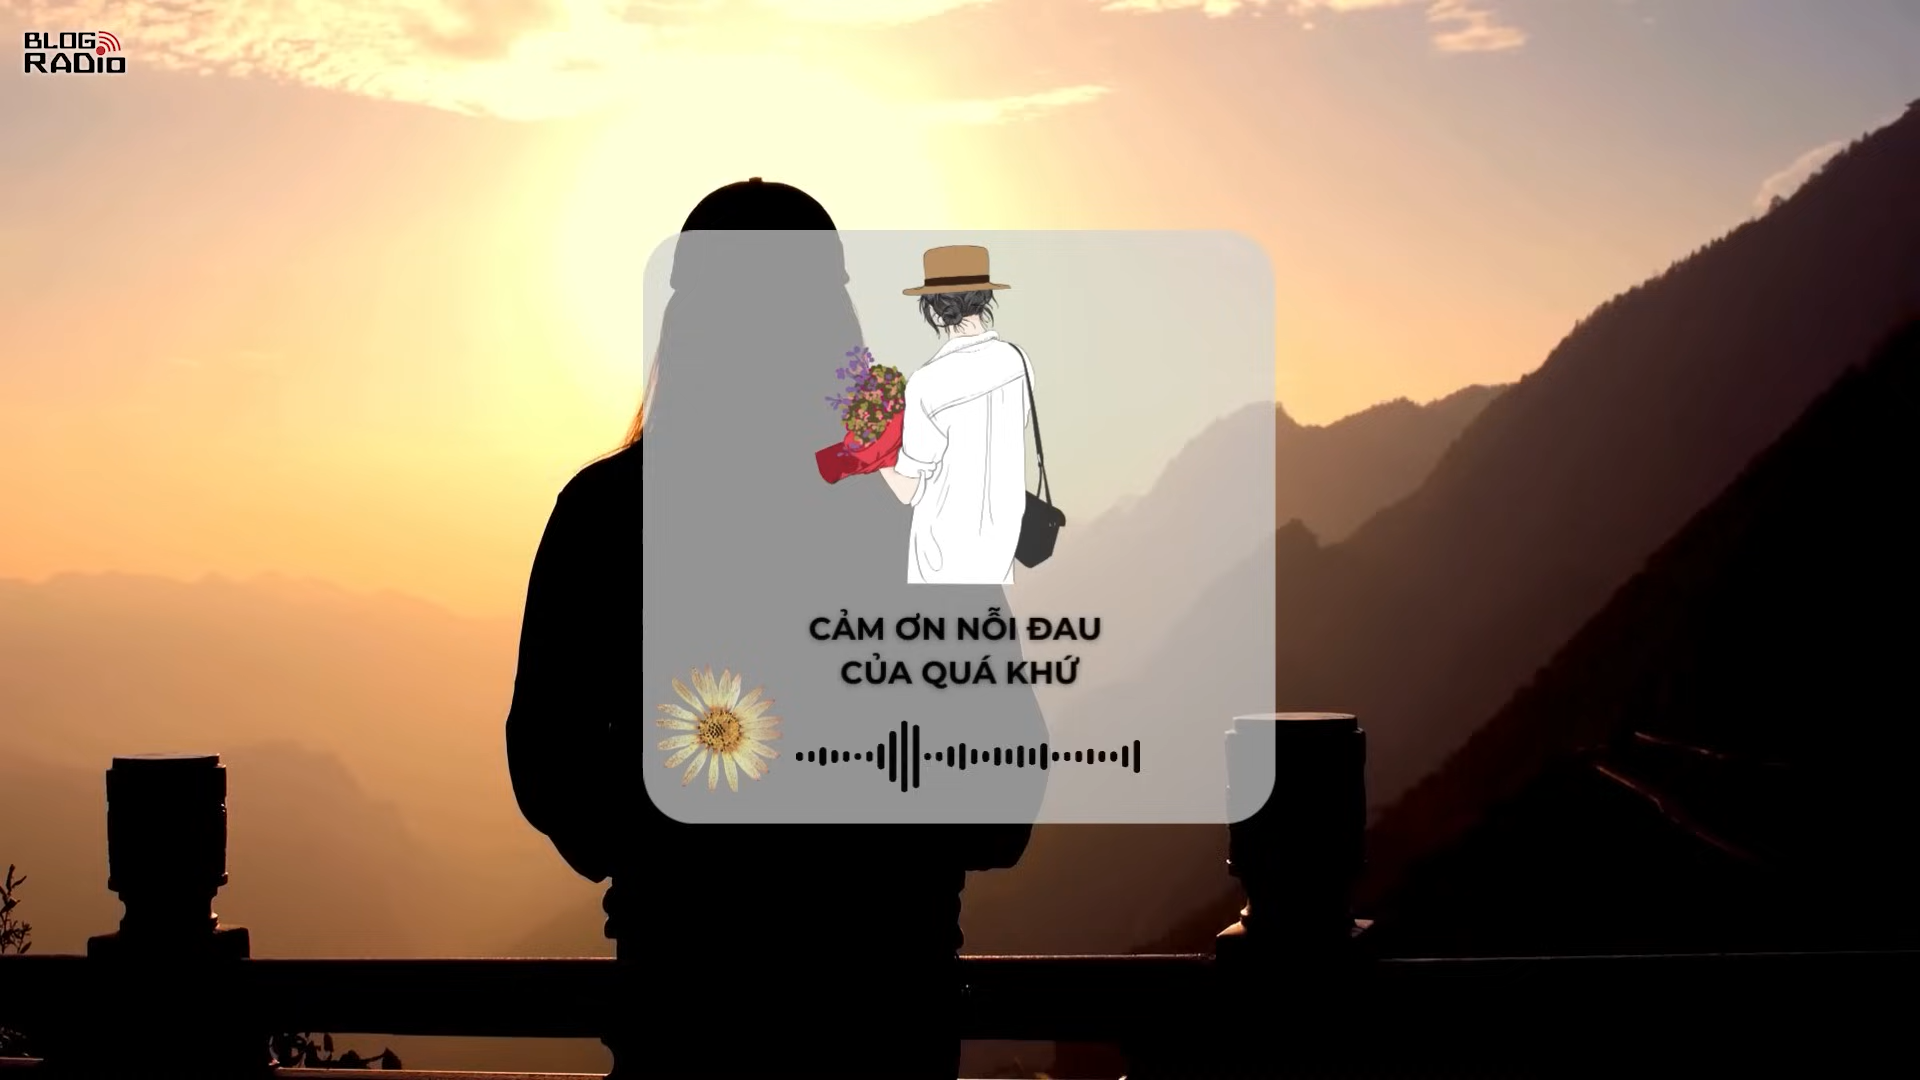 BLOG
RADIO
CẢM ƠN NỖI ĐAU
CỦA QUÁ KHỨ